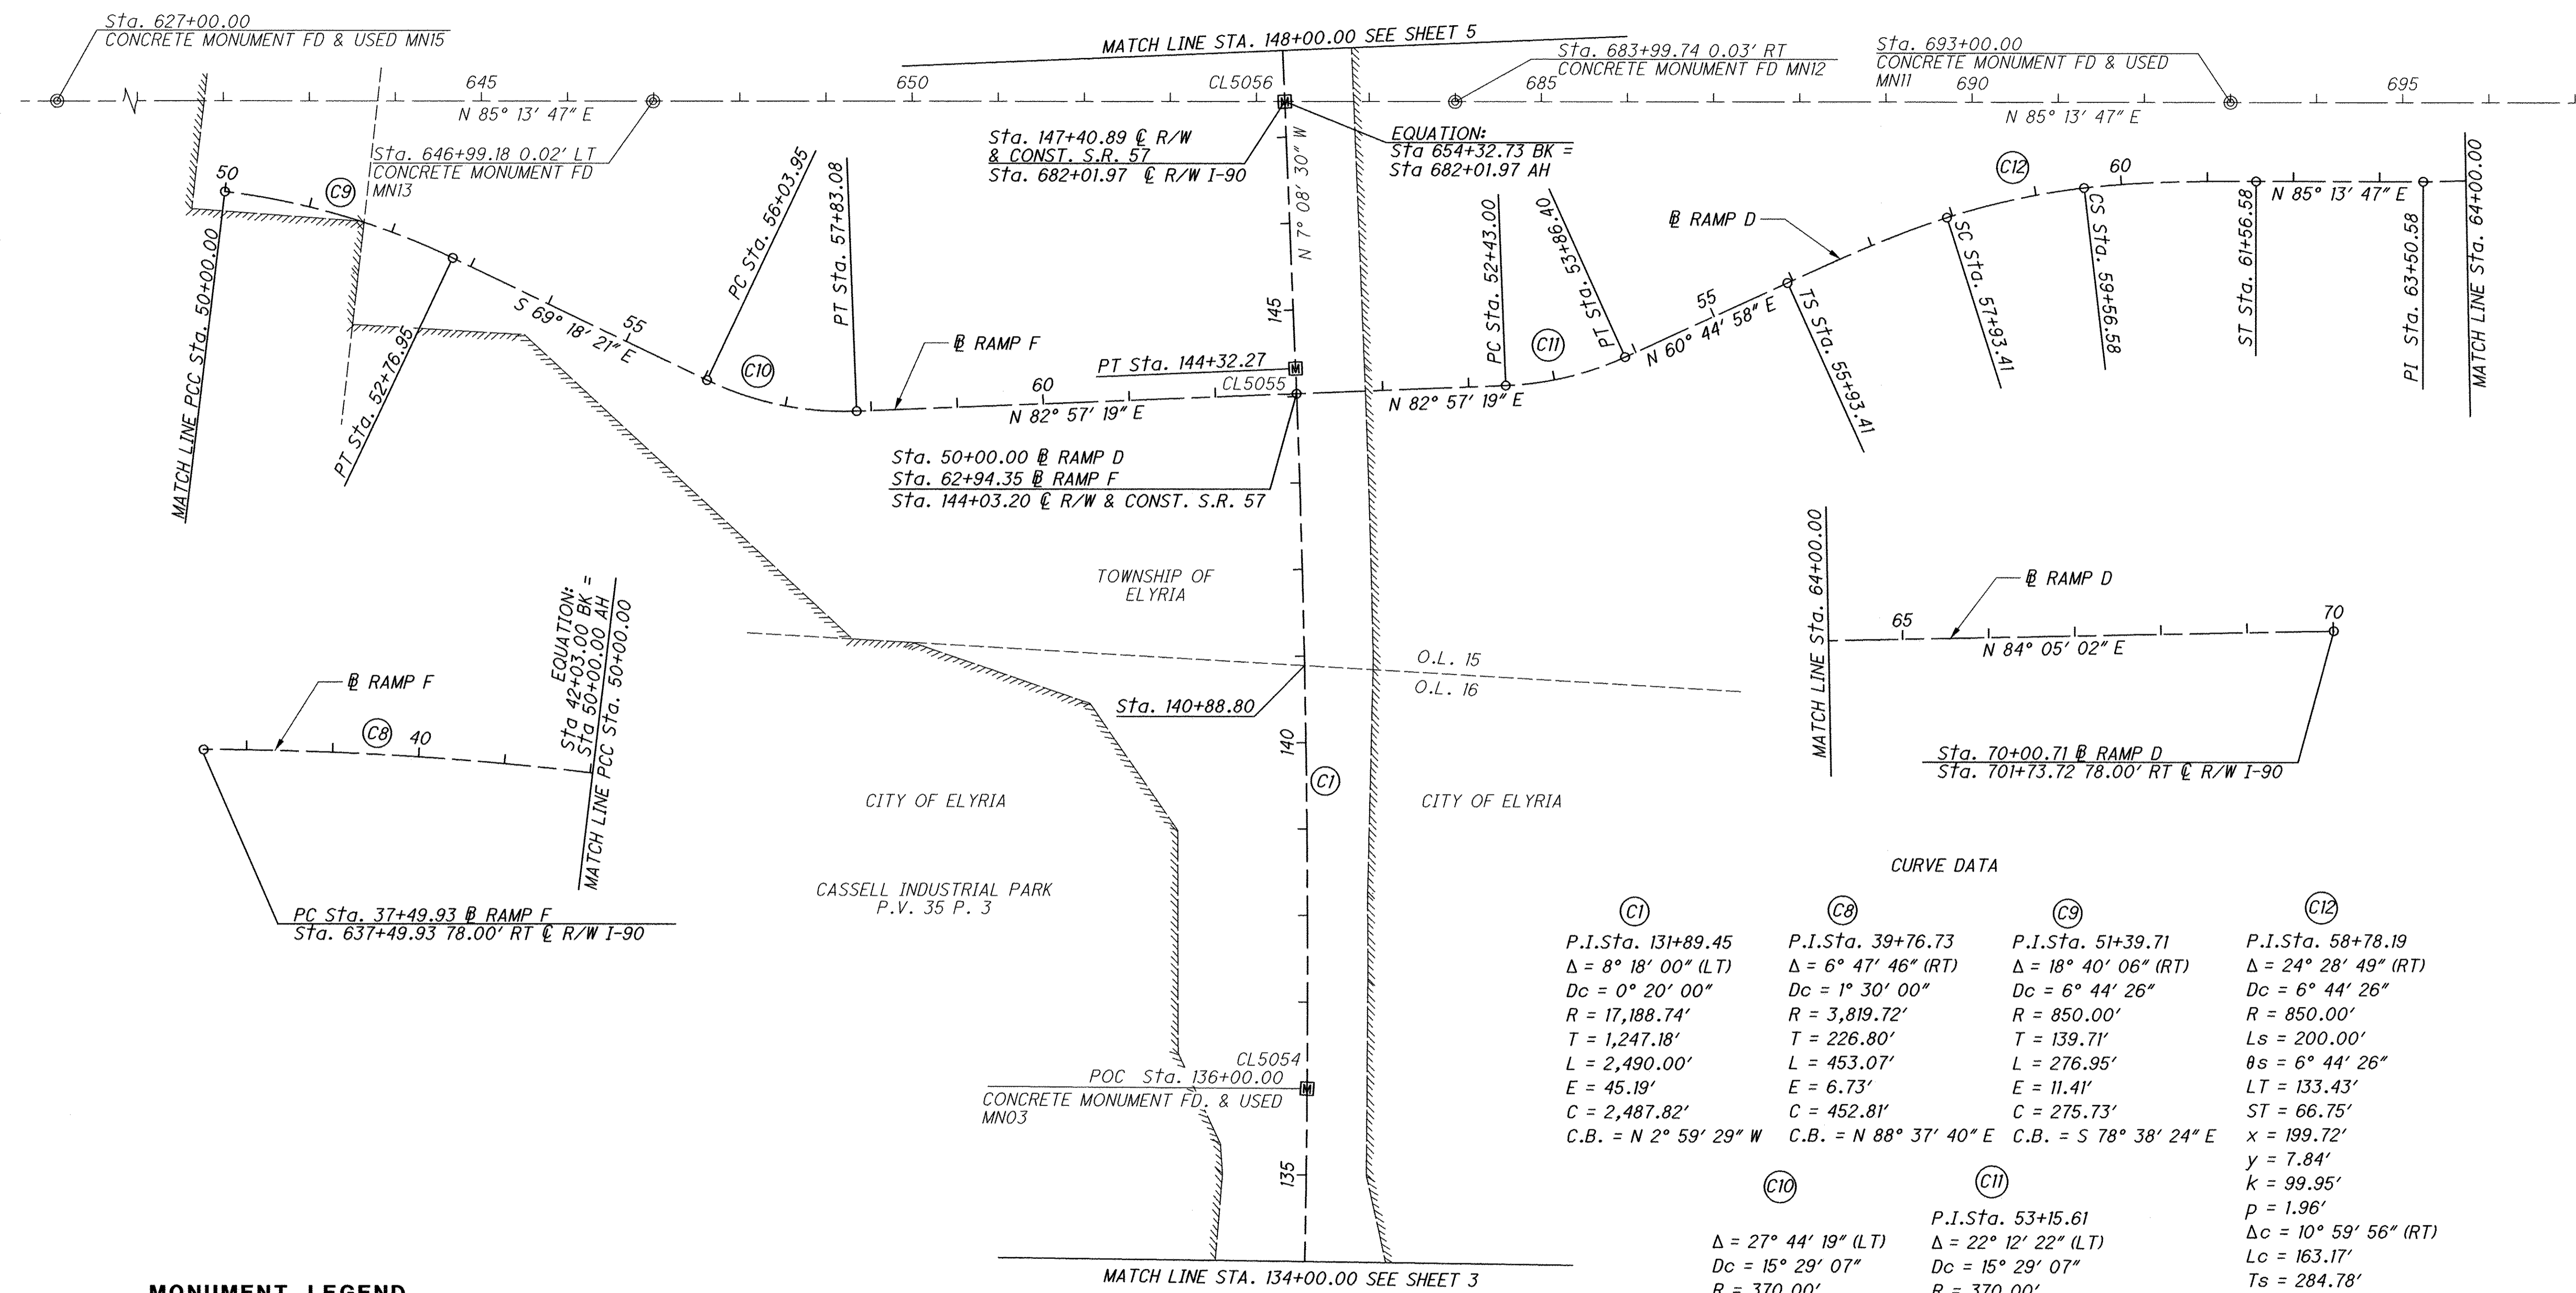 Sta. 627+00.00
CONCRETE MONUMENT FD & USED MN15
MATCH LINE STA. 148+00.00 SEE SHEET 5
Sta. 683+99.74 0.03' RT
CONCRETE MONUMENT FD MN12
Sta. 693+00.00
CONCRETE MONUMENT FD & USED
MN11
645
650
CL5056
685
690
695
N 85° 13' 47" E
N 85° 13' 47" E
Sta. 646+99.18 0.02' LT
CONCRETE MONUMENT FD
MN13
Sta. 147+40.89 ℄ R/W
& CONST. S.R. 57
Sta. 682+01.97 ℄ R/W I-90
EQUATION:
Sta 654+32.73 BK =
Sta 682+01.97 AH
N 7° 08' 30" W
50
C9
MATCH LINE PCC Sta. 50+00.00
PT Sta. 52+76.95
S 69° 18' 21" E
55
PC Sta. 56+03.95
C10
PT Sta. 57+83.08
℄ RAMP F
60
N 82° 57' 19" E
145
PT Sta. 144+32.27
CL5055
N 82° 57' 19" E
PC Sta. 52+43.00
C11
PT Sta. 53+86.40
N 60° 44' 58" E
55
℄ RAMP D
TS Sta. 55+93.41
SC Sta. 57+93.41
C12
CS Sta. 59+56.58
60
ST Sta. 61+56.58
N 85° 13' 47" E
PI Sta. 63+50.58
MATCH LINE Sta. 64+00.00
Sta. 50+00.00 ℄ RAMP D
Sta. 62+94.35 ℄ RAMP F
Sta. 144+03.20 ℄ R/W & CONST. S.R. 57
TOWNSHIP OF
ELYRIA
O.L. 15
O.L. 16
Sta. 140+88.80
140
C1
CITY OF ELYRIA
CITY OF ELYRIA
CASSELL INDUSTRIAL PARK
P.V. 35 P. 3
℄ RAMP F
C8
40
EQUATION:
Sta 42+03.00 BK =
Sta 50+00.00 AH
MATCH LINE PCC Sta. 50+00.00
PC Sta. 37+49.93 ℄ RAMP F
Sta. 637+49.93 78.00' RT ℄ R/W I-90
MATCH LINE Sta. 64+00.00
65
℄ RAMP D
N 84° 05' 02" E
70
Sta. 70+00.71 ℄ RAMP D
Sta. 701+73.72 78.00' RT ℄ R/W I-90
CL5054
POC Sta. 136+00.00
CONCRETE MONUMENT FD. & USED
MN03
135
MATCH LINE STA. 134+00.00 SEE SHEET 3
MONUMENT LEGEND
CURVE DATA
C1
P.I.Sta. 131+89.45
Δ = 8° 18' 00" (LT)
Dc = 0° 20' 00"
R = 17,188.74'
T = 1,247.18'
L = 2,490.00'
E = 45.19'
C = 2,487.82'
C.B. = N 2° 59' 29" W
C8
P.I.Sta. 39+76.73
Δ = 6° 47' 46" (RT)
Dc = 1° 30' 00"
R = 3,819.72'
T = 226.80'
L = 453.07'
E = 6.73'
C = 452.81'
C.B. = N 88° 37' 40" E
C9
P.I.Sta. 51+39.71
Δ = 18° 40' 06" (RT)
Dc = 6° 44' 26"
R = 850.00'
T = 139.71'
L = 276.95'
E = 11.41'
C = 275.73'
C.B. = S 78° 38' 24" E
C12
P.I.Sta. 58+78.19
Δ = 24° 28' 49" (RT)
Dc = 6° 44' 26"
R = 850.00'
Ls = 200.00'
θs = 6° 44' 26"
LT = 133.43'
ST = 66.75'
x = 199.72'
y = 7.84'
k = 99.95'
p = 1.96'
Δc = 10° 59' 56" (RT)
Lc = 163.17'
Ts = 284.78'
C10
Δ = 27° 44' 19" (LT)
Dc = 15° 29' 07"
R = 370.00'
C11
P.I.Sta. 53+15.61
Δ = 22° 12' 22" (LT)
Dc = 15° 29' 07"
R = 370.00'